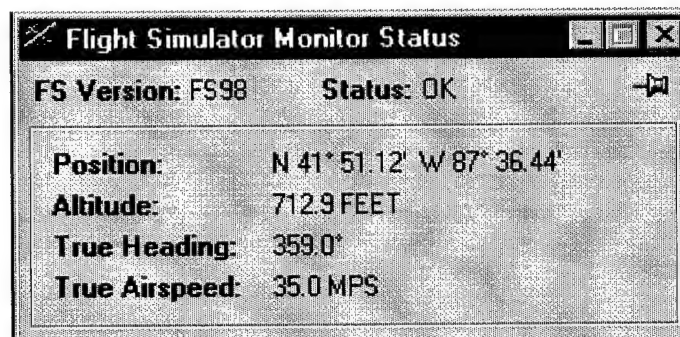 Flight Simulator Monitor Status
FS Version: FS98 Status: OK
Position: N 41° 51.12' W 87° 36.44'
Altitude: 712.9 FEET
True Heading: 359.0°
True Airspeed: 35.0 MPS